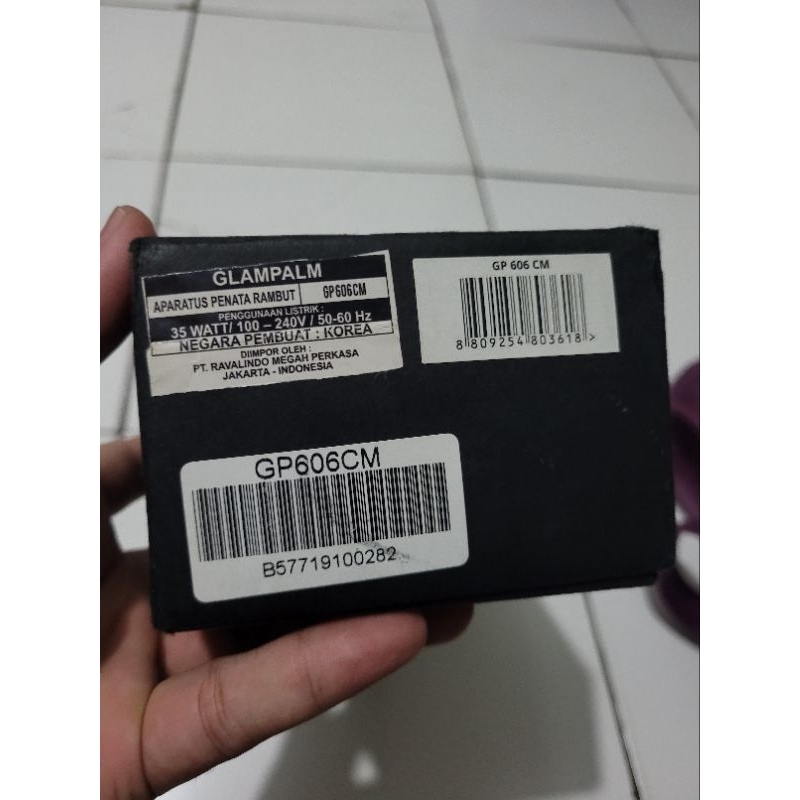 GLAMPALM
APARATUS PENATA RAMBUT GP606CM
PENGGUNAAN LISTRIK :
35 WATT/ 100 – 240V / 50-60 Hz
NEGARA PEMBUAT : KOREA
DIIMPOR OLEH :
PT. RAVALINDO MEGAH PERKASA
JAKARTA - INDONESIA
GP 606 CM
8 809254 803618 >
GP606CM
B57719100282